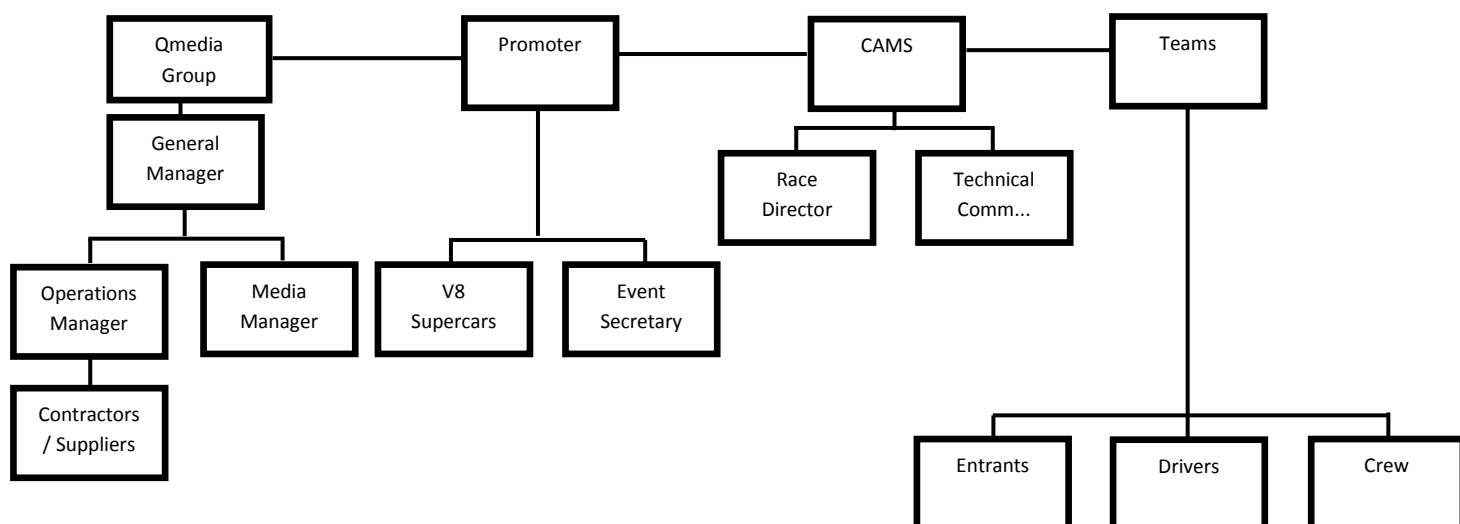 Qmedia
Group
Promoter
CAMS
Teams
General
Manager
Race
Director
Technical
Comm...
Operations
Manager
Media
Manager
V8
Supercars
Event
Secretary
Contractors
/ Suppliers
Entrants
Drivers
Crew